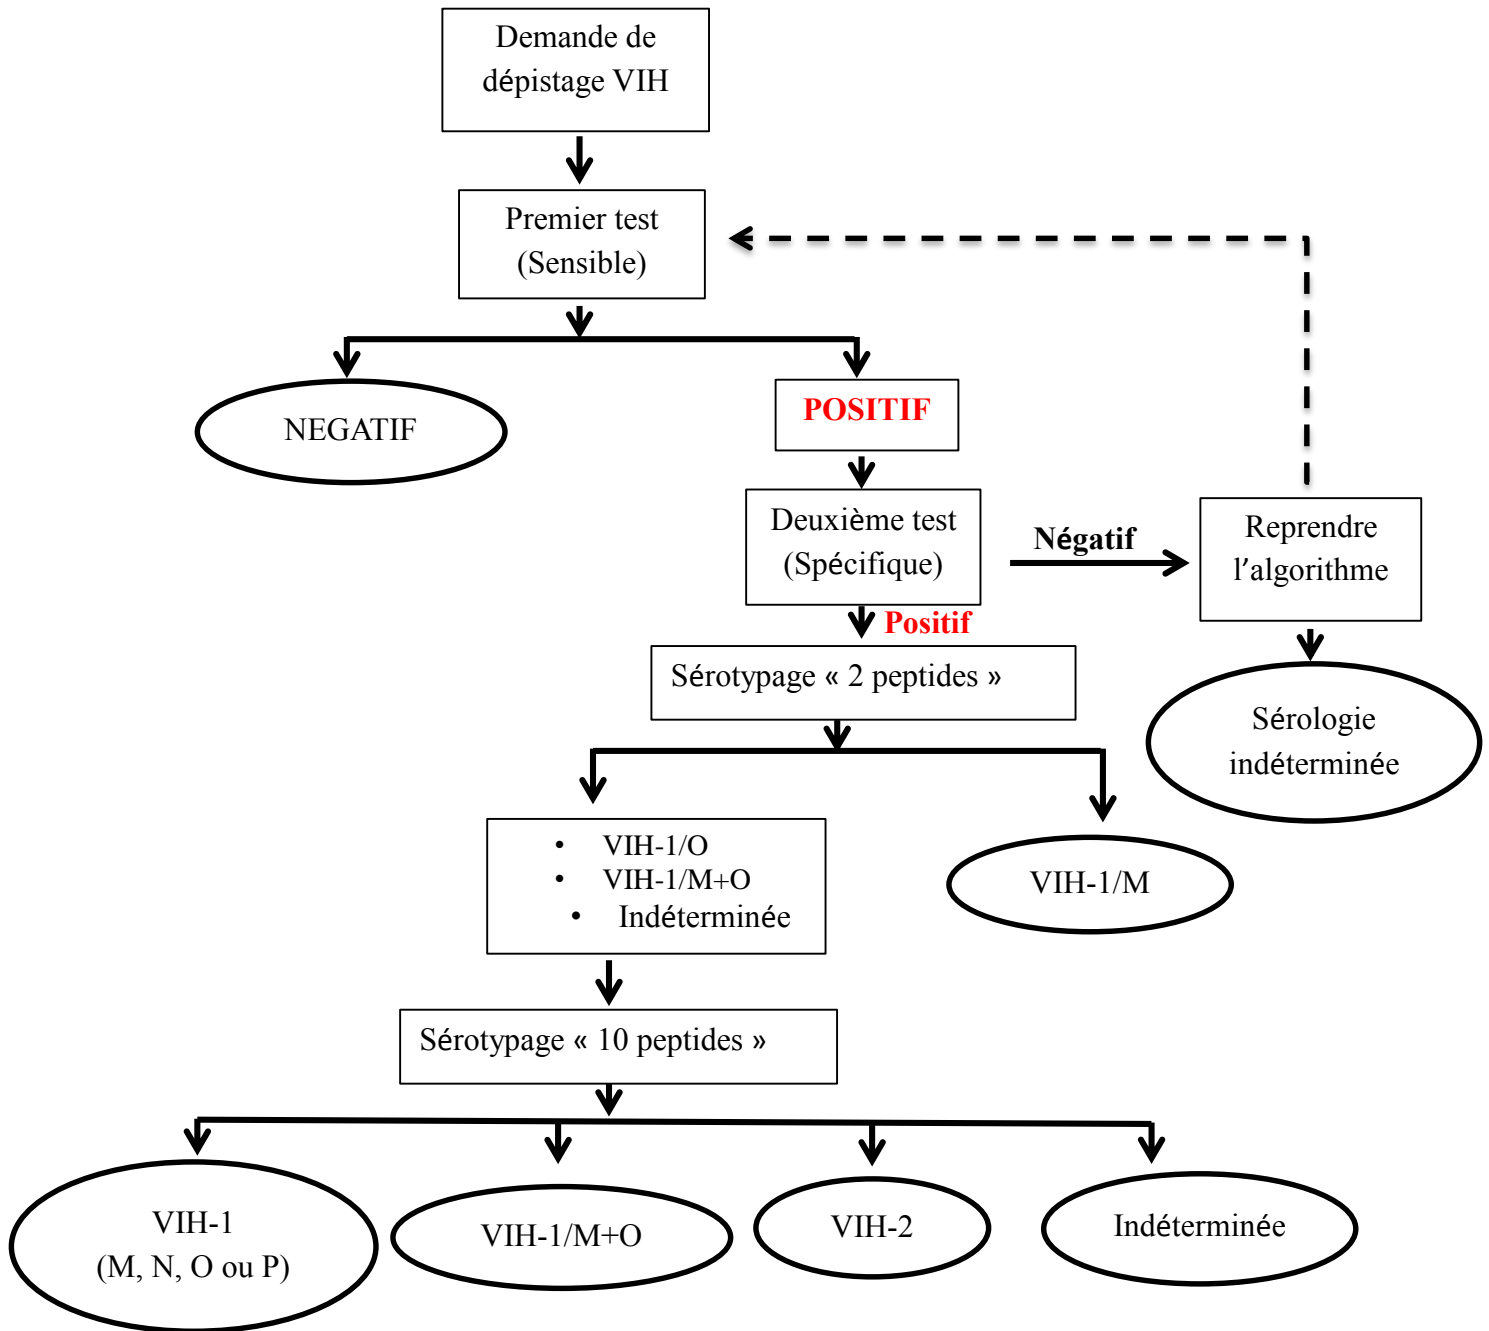 Demande de
dépistage VIH
Premier test
(Sensible)
NEGATIF
POSITIF
Deuxième test
(Spécifique)
Négatif
Reprendre
l'algorithme
Positif
Sérotypage « 2 peptides »
Sérologie
indéterminée
• VIH-1/O
• VIH-1/M+O
• Indéterminée
VIH-1/M
Sérotypage « 10 peptides »
VIH-1
(M, N, O ou P)
VIH-1/M+O
VIH-2
Indéterminée